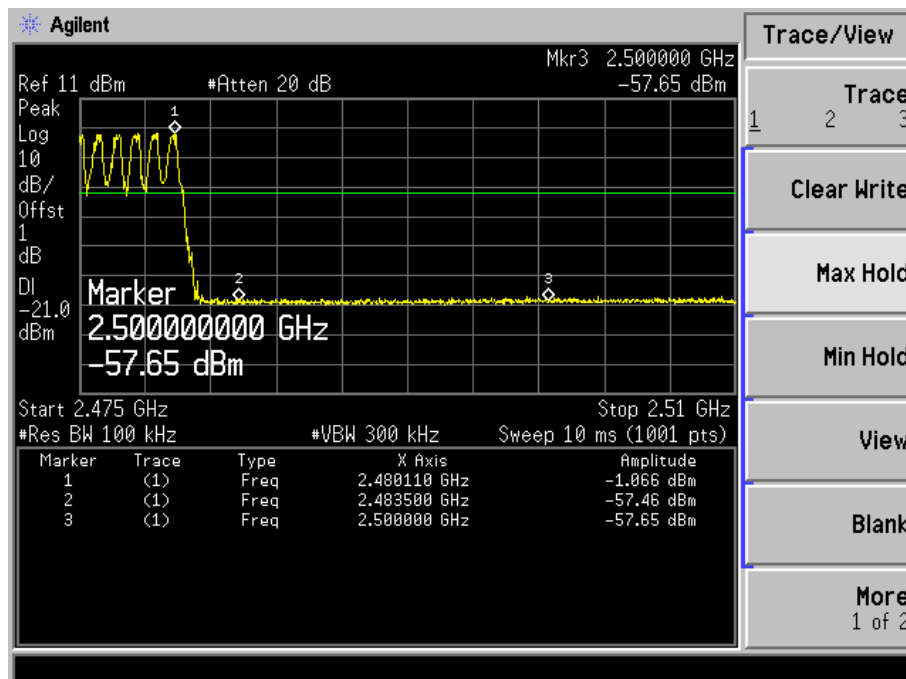 Agilent
Trace/View
Mkr3 2.500000 GHz
Ref 11 dBm #Atten 20 dB -57.65 dBm
Peak
Log
10
dB/
Offst
1
dB
DI
-21.0
dBm
1
2
3
Marker
2.500000000 GHz
-57.65 dBm
Start 2.475 GHz Stop 2.51 GHz
#Res BW 100 kHz #VBW 300 kHz Sweep 10 ms (1001 pts)
Marker Trace Type X Axis Amplitude
1 (1) Freq 2.480110 GHz -1.066 dBm
2 (1) Freq 2.483500 GHz -57.46 dBm
3 (1) Freq 2.500000 GHz -57.65 dBm
Trace
1 2 3
Clear Write
Max Hold
Min Hold
View
Blank
More
1 of 2